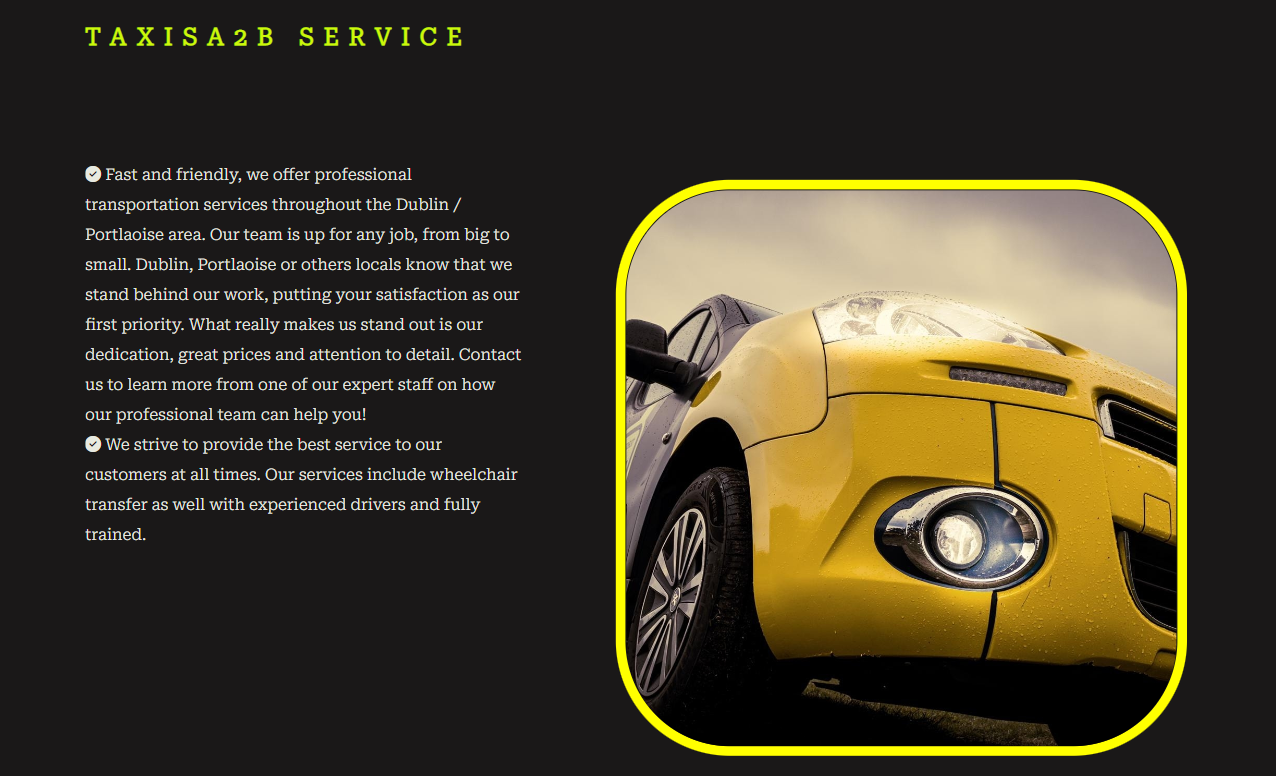 TAXISA2B SERVICE
Fast and friendly, we offer professional
transportation services throughout the Dublin /
Portlaoise area. Our team is up for any job, from big to
small. Dublin, Portlaoise or others locals know that we
stand behind our work, putting your satisfaction as our
first priority. What really makes us stand out is our
dedication, great prices and attention to detail. Contact
us to learn more from one of our expert staff on how
our professional team can help you!
We strive to provide the best service to our
customers at all times. Our services include wheelchair
transfer as well with experienced drivers and fully
trained.